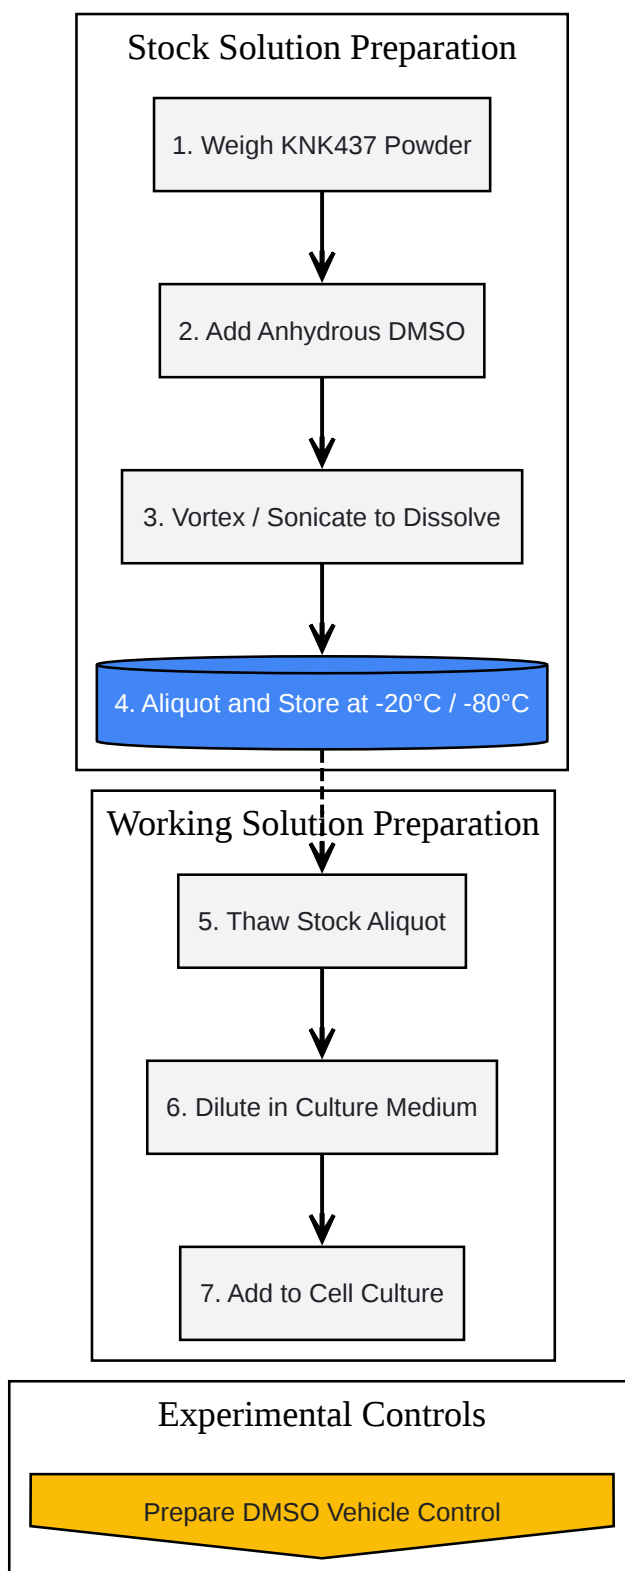 Stock Solution Preparation
1. Weigh KNK437 Powder
2. Add Anhydrous DMSO
3. Vortex / Sonicate to Dissolve
4. Aliquot and Store at -20°C / -80°C
Working Solution Preparation
5. Thaw Stock Aliquot
6. Dilute in Culture Medium
7. Add to Cell Culture
Experimental Controls
Prepare DMSO Vehicle Control